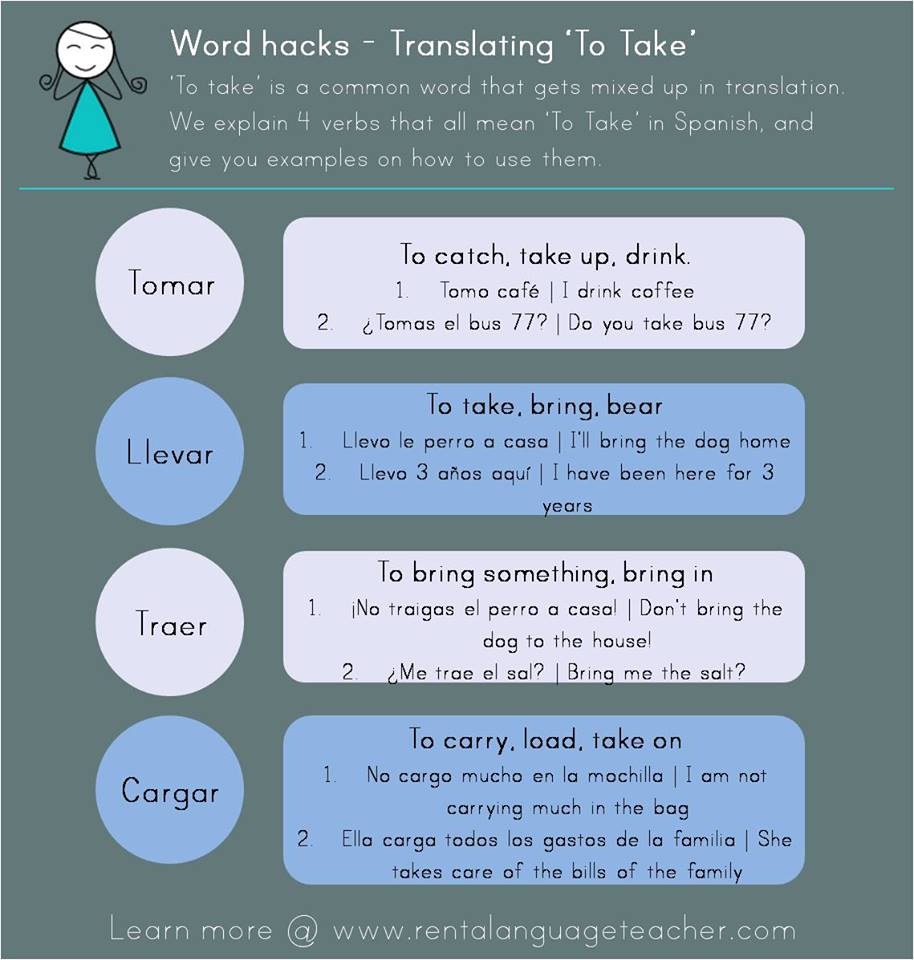 Word hacks - Translating 'To Take'
'To take' is a common word that gets mixed up in translation.
We explain 4 verbs that all mean 'To Take' in Spanish, and
give you examples on how to use them.
Tomar
To catch, take up, drink.
1. Tomo café | I drink coffee
2. ¿Tomas el bus 77? | Do you take bus 77?
Llevar
To take, bring, bear
1. Llevo le perro a casa | I'll bring the dog home
2. Llevo 3 años aquí | I have been here for 3
years
Traer
To bring something, bring in
1. ¡No traigas el perro a casa! | Don't bring the
dog to the house!
2. ¿Me trae el sal? | Bring me the salt?
Cargar
To carry, load, take on
1. No cargo mucho en la mochilla | I am not
carrying much in the bag
2. Ella carga todos los gastos de la familia | She
takes care of the bills of the family
Learn more @ www.rentalanguageteacher.com